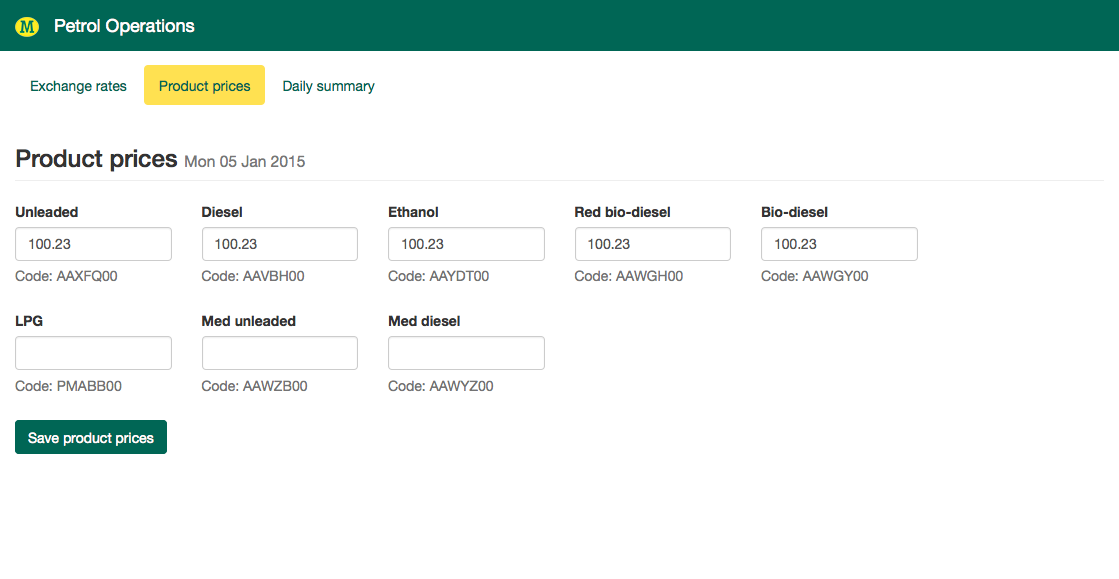 M Petrol Operations
Exchange rates Product prices Daily summary
Product prices Mon 05 Jan 2015
Unleaded Diesel Ethanol Red bio-diesel Bio-diesel
100.23 100.23 100.23 100.23 100.23
Code: AAXFQ00 Code: AAVBH00 Code: AAYDT00 Code: AAWGH00 Code: AAWGY00
LPG Med unleaded Med diesel
Code: PMABB00 Code: AAWZB00 Code: AAWYZ00
Save product prices